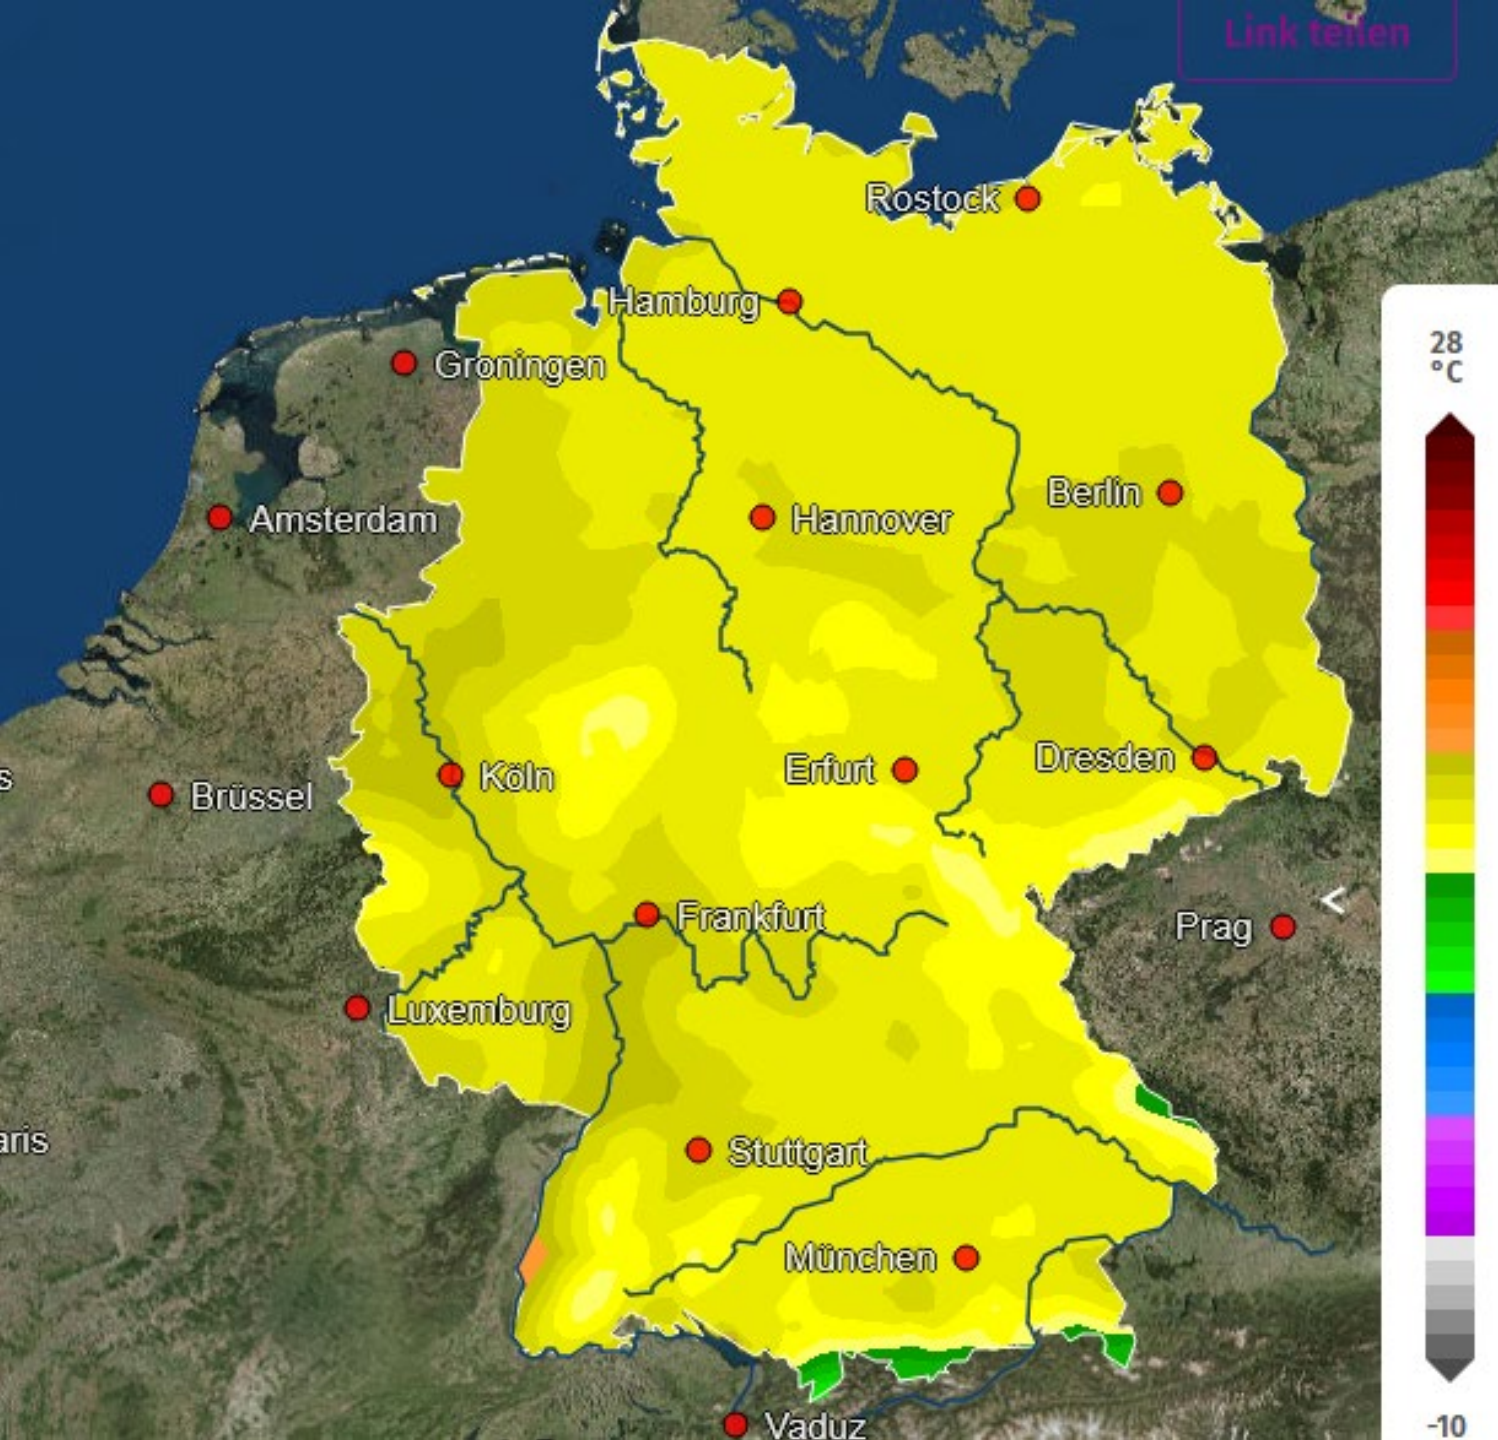 Link teilen
Rostock
Hamburg
28
°C
Groningen
Berlin
Amsterdam
Hannover
Erfurt
Dresden
s
Köln
Brüssel
<
Frankfurt
Prag
Luxemburg
aris
Stuttgart
München
Vaduz
-10